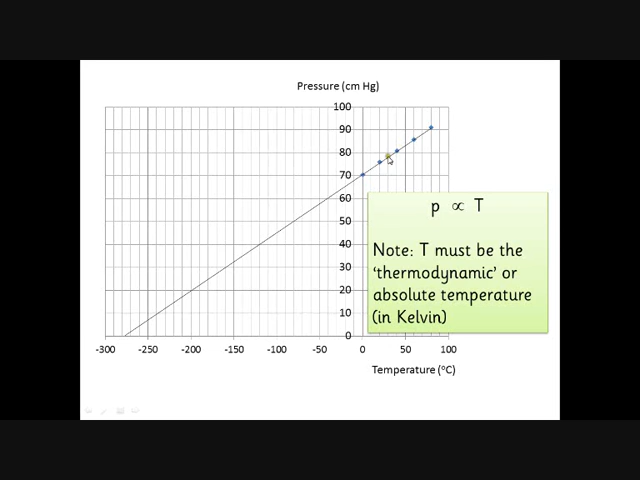 Pressure (cm Hg)
100
90
80
70
60
50
40
30
20
10
0
-300 -250 -200 -150 -100 -50 0 50 100
Temperature (°C)
p ∝ T
Note: T must be the
‘thermodynamic’ or
absolute temperature
(in Kelvin)